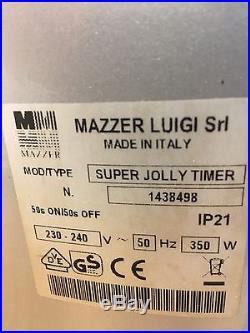 MAZZER LUIGI Srl
MAZZER
MADE IN ITALY
MOD/TYPE SUPER JOLLY TIMER
N. 1438498
50s ON/50s OFF IP21
230 - 240 V ~ 50 Hz 350 W
DVE GS CE